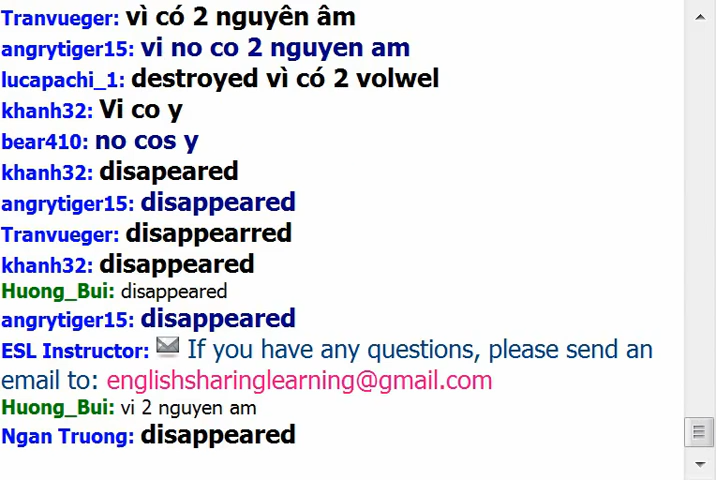 Tranvueger: vì có 2 nguyên âm
angrytiger15: vi no co 2 nguyen am
lucapachi_1: destroyed vì có 2 volwel
khanh32: Vi co y
bear410: no cos y
khanh32: disapeared
angrytiger15: disappeared
Tranvueger: disappearred
khanh32: disappeared
Huong_Bui: disappeared
angrytiger15: disappeared
ESL Instructor: If you have any questions, please send an
email to: englishsharinglearning@gmail.com
Huong_Bui: vi 2 nguyen am
Ngan Truong: disappeared